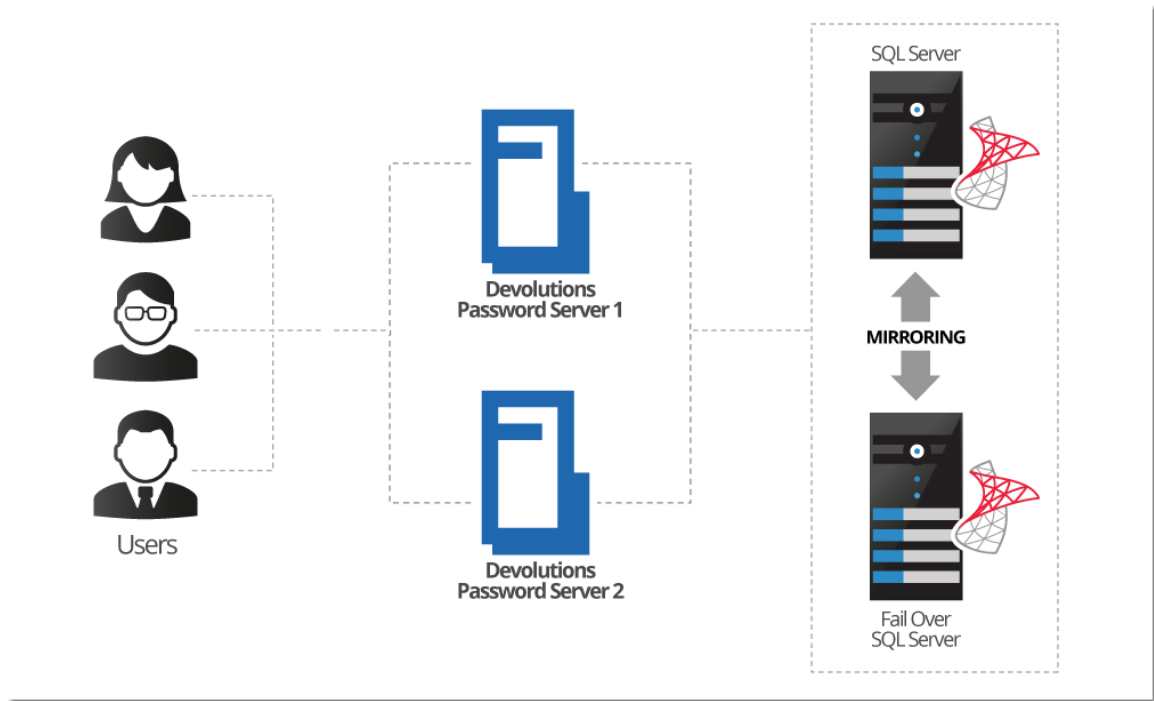 SQL Server
Devolutions
Password Server 1
MIRRORING
Users
Devolutions
Password Server 2
Fail Over
SQL Server